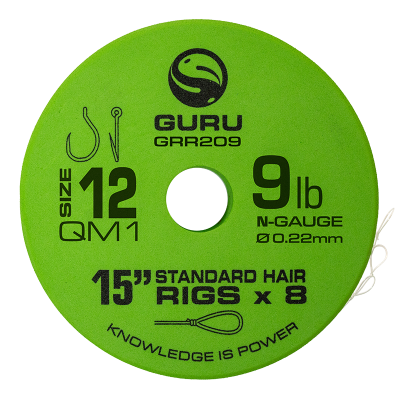 GURU
GRR209
SIZE 12
QM1
9lb
N-GAUGE
Ø 0.22mm
15” STANDARD HAIR
RIGS x 8
KNOWLEDGE IS POWER